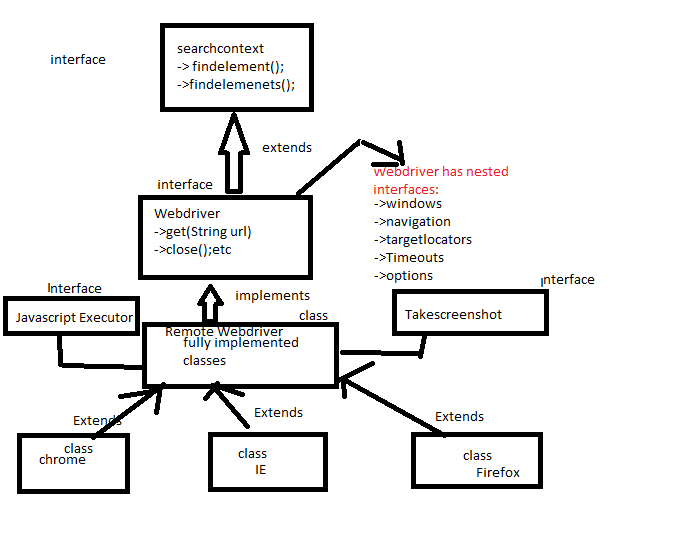 searchcontext
interface
-> findelement();
->findelemenets();
extends
Webdriver has nested
interfaces:
interface
->windows
Webdriver
->navigation
->get(String url)
->targetlocators
->close();etc
->Timeouts
->options
interface
Interface
implements
Javascript Executor
class
Takescreenshot
Remote Webdriver
fully implemented
classes
Extends
Extends
Extends
class
chrome
class
IE
class
Firefox